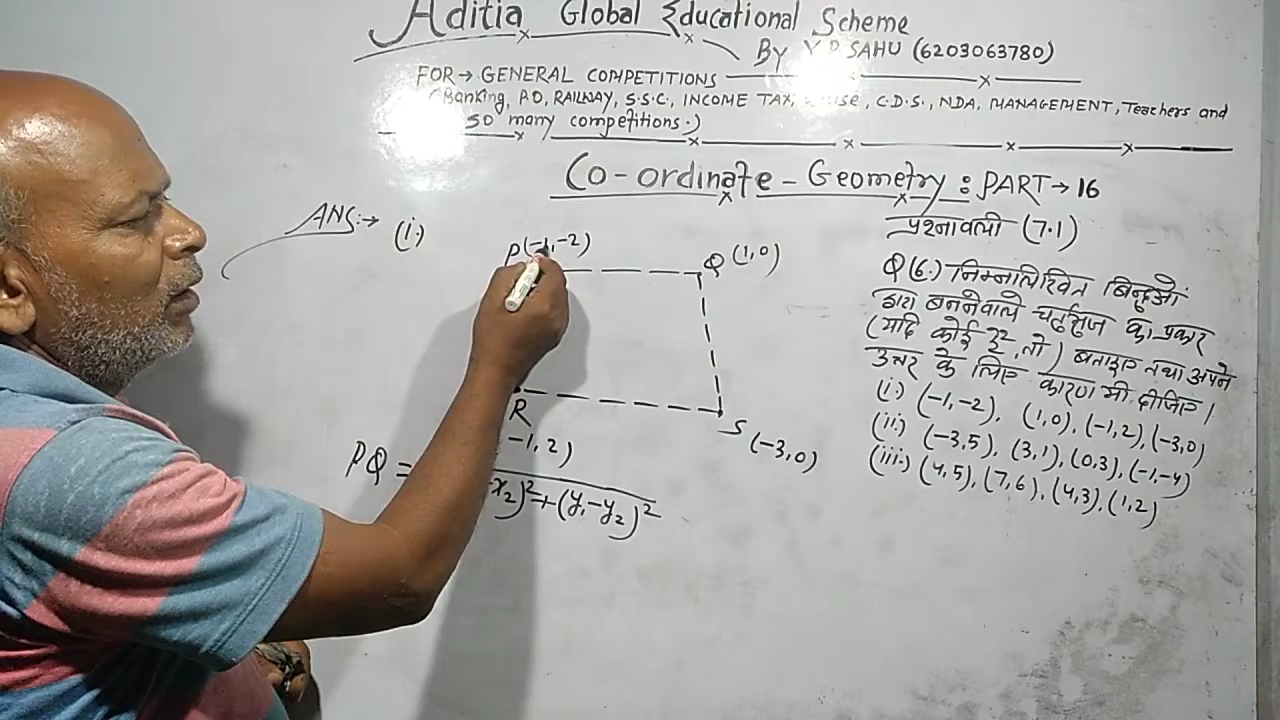 Aditia Global Educational Scheme
By Y P SAHU (6203063780)
FOR→ GENERAL COMPETITIONS
(Banking, P.O, RAILWAY, S.S.C., INCOME TAX, , C.D.S., NDA, MANAGEMENT, Teachers and
so many competitions.)
Co-ordinate-Geometry: PART→ 16
प्रश्नावली (7.1)
Q(6.) निम्नलिखित बिन्दुओं
द्वारा बननेवाले चर्तुभुज का प्रकार
(यदि कोई है, तो) बताइए तथा अपने
उत्तर के लिए कारण भी दीजिए।
(i.) (-1,-2), (1,0), (-1,2), (-3,0)
(ii.) (-3,5), (3,1), (0,3), (-1,-4)
(iii.) (4,5), (7,6), (4,3), (1,2)
ANS:→ (i.)
P(-1,-2)
Q (1,0)
R
-1,2)
S (-3,0)
PQ =
x₂)²+(y₁-y₂)²